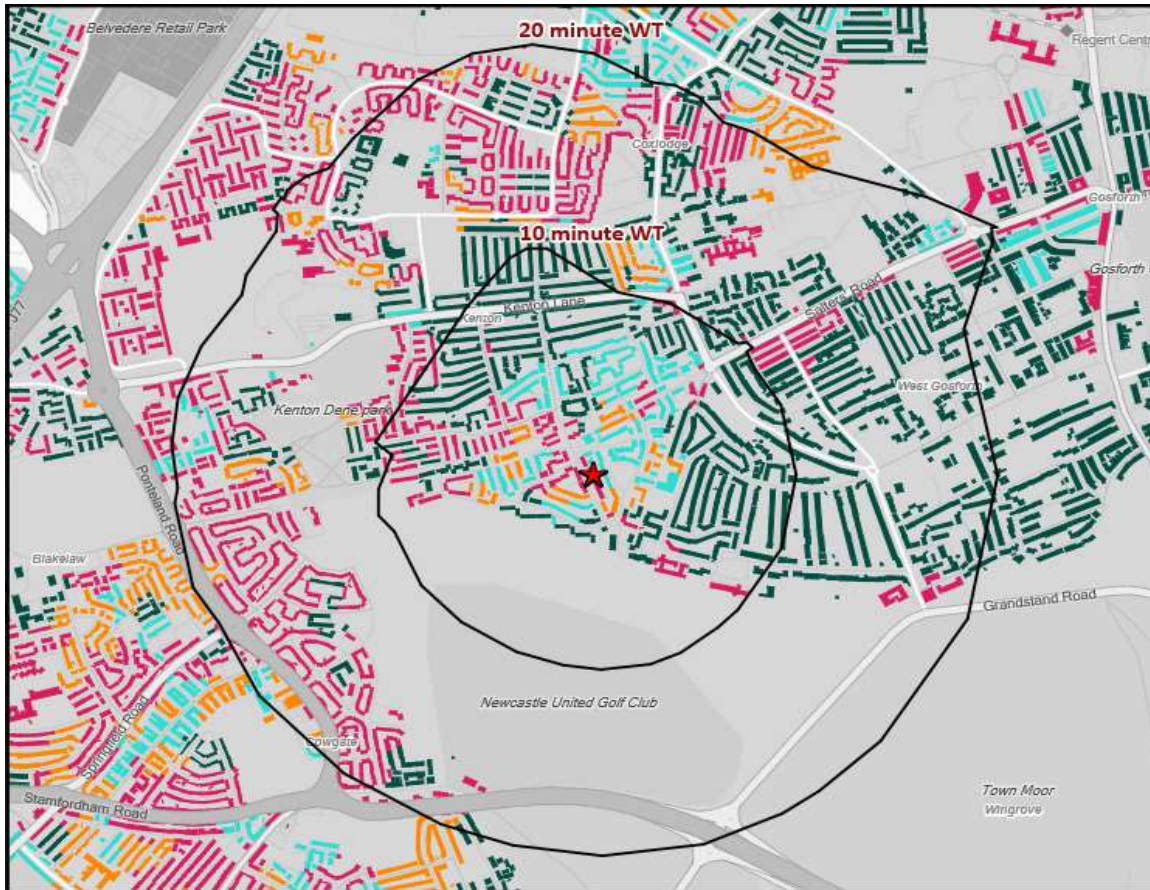 Belvedere Retail Park
20 minute WT
Regent Centr
Coxlodge
Gosforth
10 minute WT
Kenton Lane
Kenton
Salters Road
Gosforth
West Gosforth
Kenton Dene park
Ponteland Road
Blakelaw
Grandstand Road
Newcastle United Golf Club
Springfield Road
Cowgate
Town Moor
Wingrove
Stamfordham Road